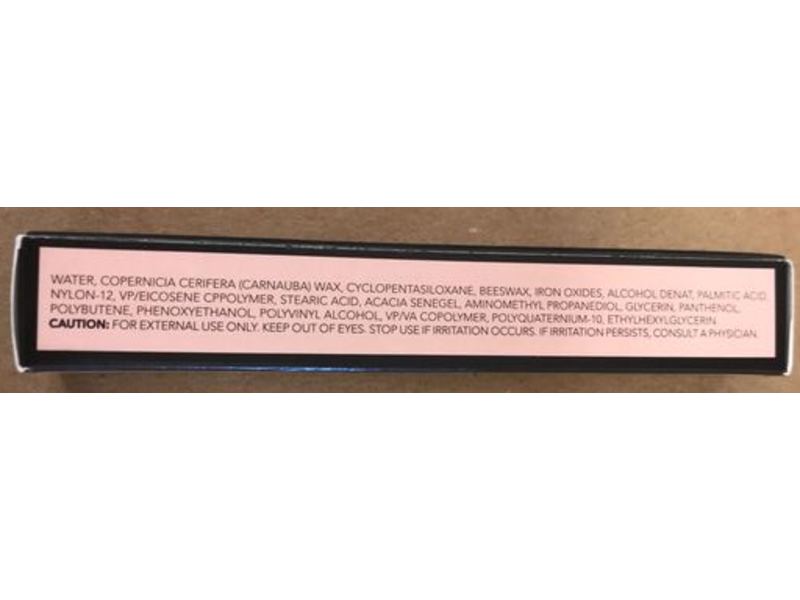 WATER, COPERNICIA CERIFERA (CARNAUBA) WAX, CYCLOPENTASILOXANE, BEESWAX, IRON OXIDES, ALCOHOL DENAT, PALMITIC ACID
NYLON-12, VP/EICOSENE CPPOLYMER, STEARIC ACID, ACACIA SENEGEL, AMINOMETHYL PROPANEDIOL, GLYCERIN, PANTHENOL,
POLYBUTENE, PHENOXYETHANOL, POLYVINYL ALCOHOL, VP/VA COPOLYMER, POLYQUATERNIUM-10, ETHYLHEXYLGLYCERIN
CAUTION: FOR EXTERNAL USE ONLY. KEEP OUT OF EYES. STOP USE IF IRRITATION OCCURS. IF IRRITATION PERSISTS, CONSULT A PHYSICIAN.